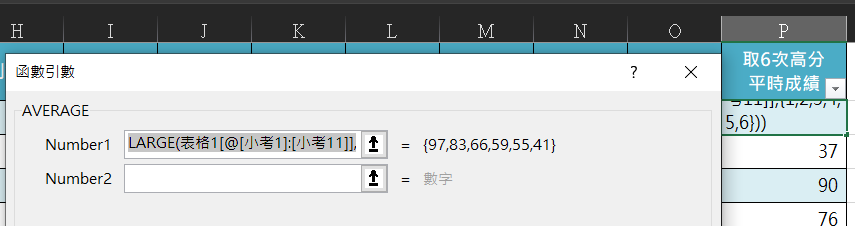 H I J K L M N O P
函數引數 ? ×
取6次高分
平時成績
AVERAGE
Number1 LARGE(表格1[@[小考1]:[小考11]], = {97,83,66,59,55,41}
5,6}))
Number2 = 數字
37
90
76